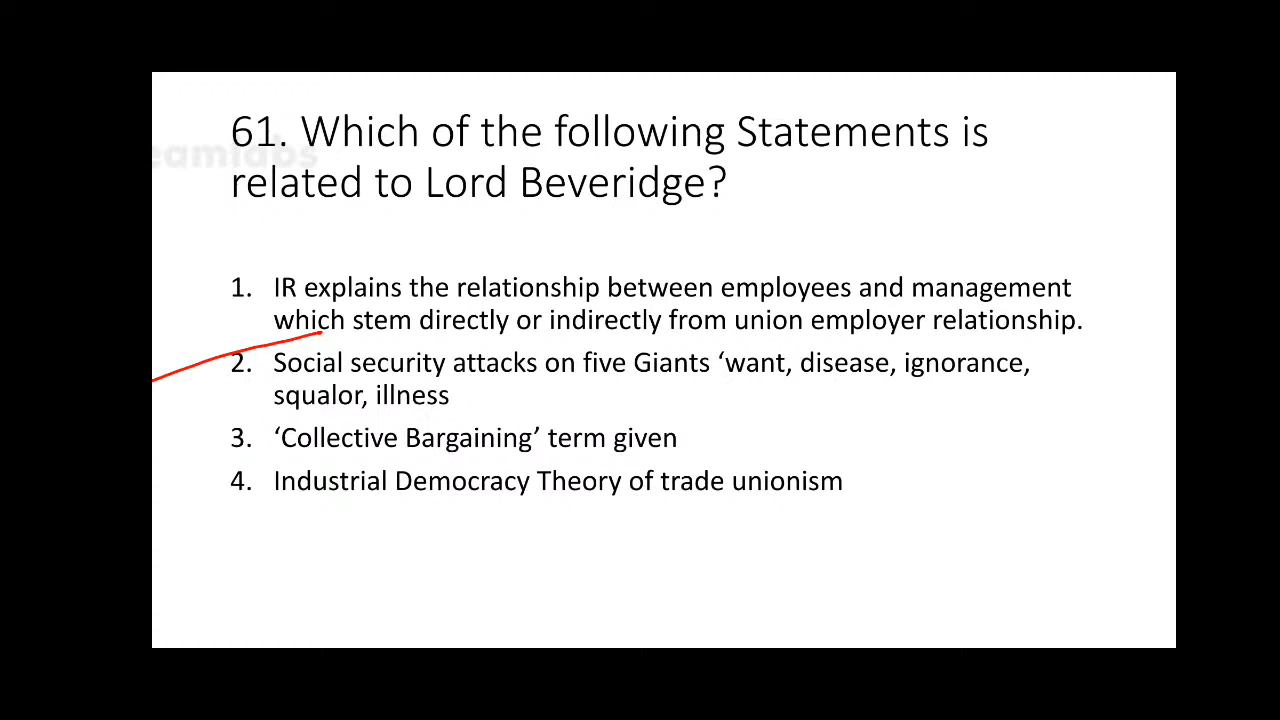 61. Which of the following Statements is
related to Lord Beveridge?
1. IR explains the relationship between employees and management
which stem directly or indirectly from union employer relationship.
2. Social security attacks on five Giants ‘want, disease, ignorance,
squalor, illness
3. ‘Collective Bargaining’ term given
4. Industrial Democracy Theory of trade unionism